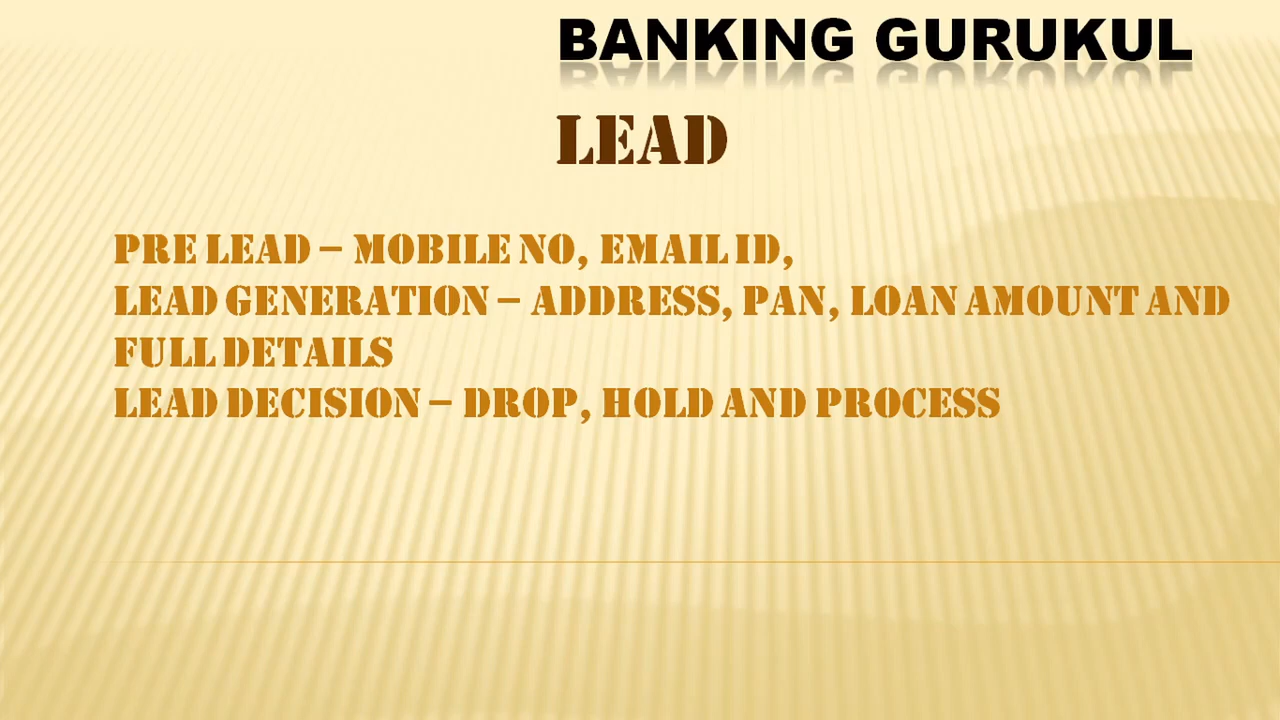 BANKING GURUKUL
LEAD
PRE LEAD – MOBILE NO, EMAIL ID,
LEAD GENERATION – ADDRESS, PAN, LOAN AMOUNT AND
FULL DETAILS
LEAD DECISION – DROP, HOLD AND PROCESS